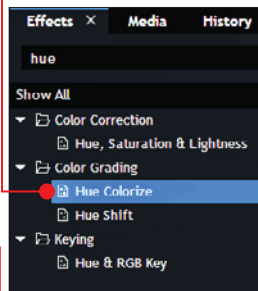 Effects × Media History
hue
Show All
Color Correction
Hue, Saturation & Lightness
Color Grading
Hue Colorize
Hue Shift
Keying
Hue & RGB Key